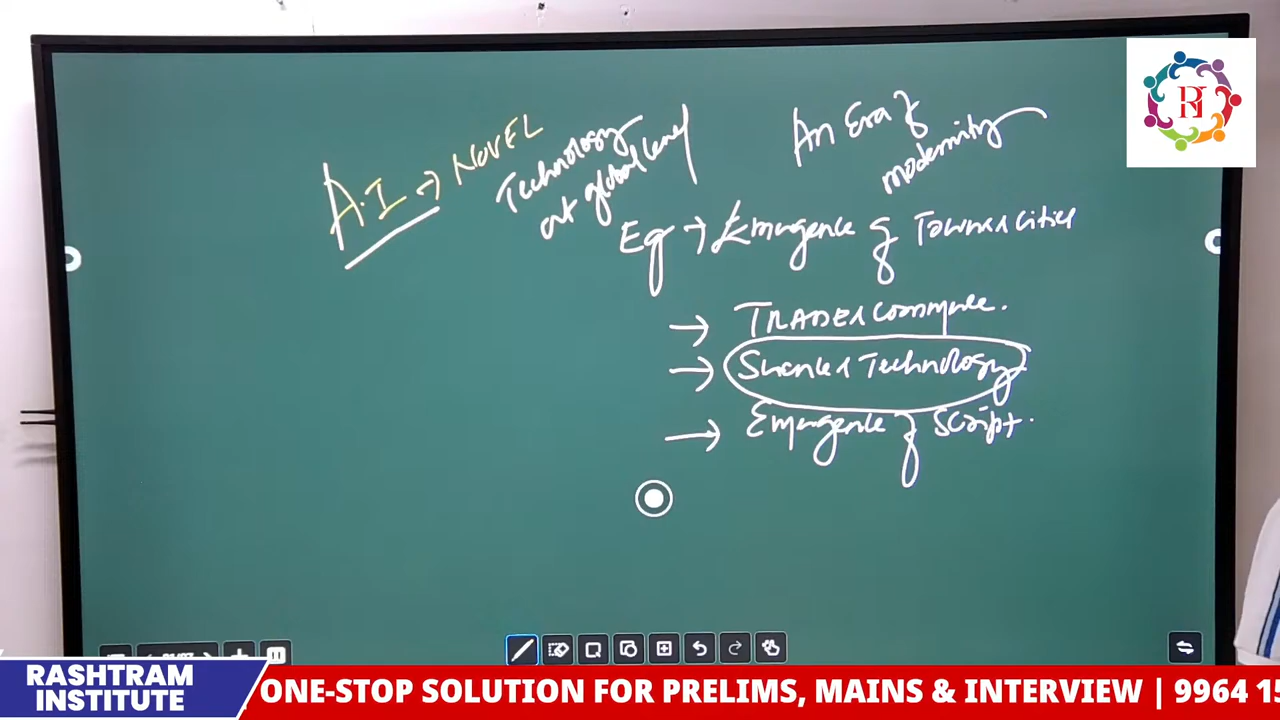 A.I → NOVEL
Technology
at global level
An Era of
modernity
Eg → Emergence of Towns & Cities
→ TRADE & Commerce.
→ Science & Technology
→ Emergence of Script.
RI
RASHTRAM
INSTITUTE
ONE-STOP SOLUTION FOR PRELIMS, MAINS & INTERVIEW | 9964 15